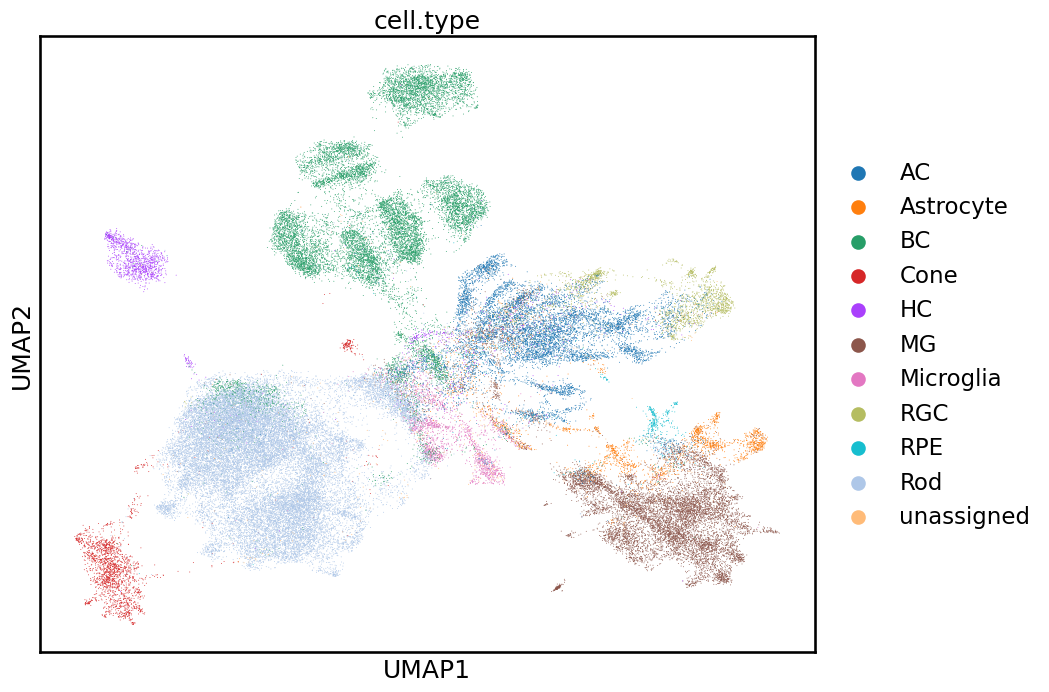 cell.type
UMAP2
UMAP1
AC
Astrocyte
BC
Cone
HC
MG
Microglia
RGC
RPE
Rod
unassigned